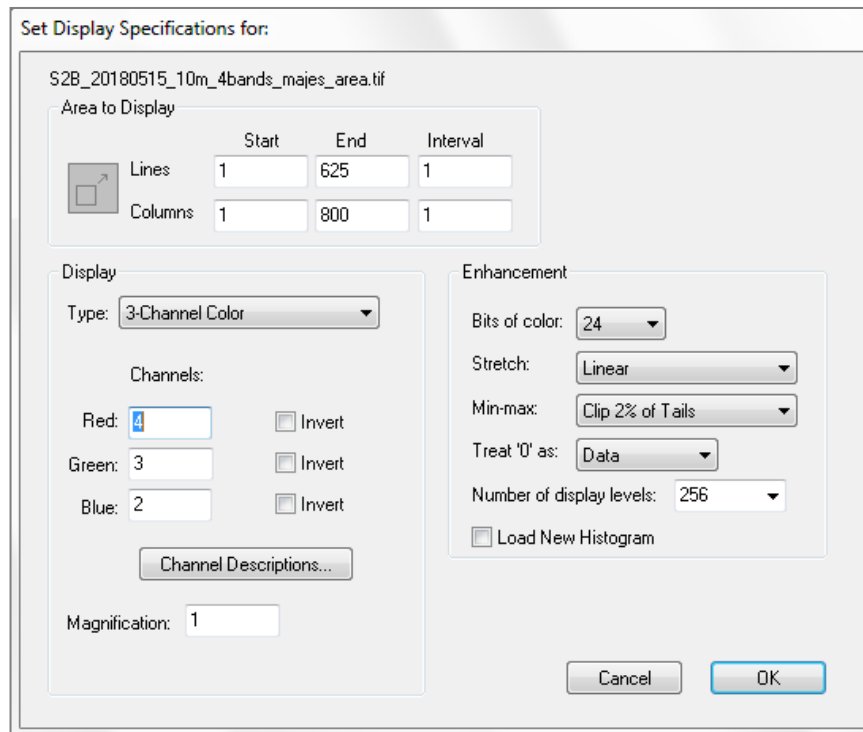 Set Display Specifications for:
S2B_20180515_10m_4bands_majes_area.tif
Area to Display
Start End Interval
Lines 1 625 1
Columns 1 800 1
Display
Type: 3-Channel Color
Channels:
Red: 4 Invert
Green: 3 Invert
Blue: 2 Invert
Channel Descriptions...
Magnification: 1
Enhancement
Bits of color: 24
Stretch: Linear
Min-max: Clip 2% of Tails
Treat '0' as: Data
Number of display levels: 256
Load New Histogram
Cancel OK